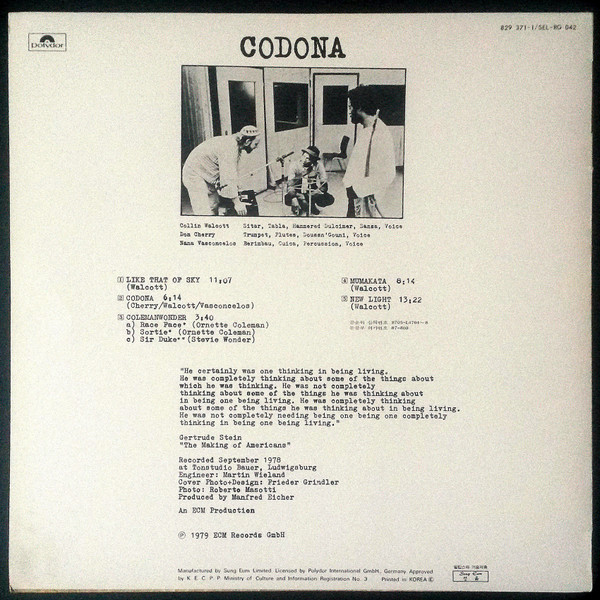 829 371-1/SEL-RG 042
polydor
CODONA
Collin Walcott Sitar, Tabla, Hammered Dulcimer, Sanza, Voice
Don Cherry Trumpet, Flutes, Doussn'Gouni, Voice
Nana Vasconcelos Berimbau, Cuica, Percussion, Voice
1 LIKE THAT OF SKY 11:07
(Walcott)
2 CODONA 6:14
(Cherry/Walcott/Vasconcelos)
3 COLEMANWONDER 3:40
a) Race Face* (Ornette Coleman)
b) Sortie* (Ornette Coleman)
c) Sir Duke** (Stevie Wonder)
4 MUMAKATA 8:14
(Walcott)
5 NEW LIGHT 13:22
(Walcott)
"He certainly was one thinking in being living.
He was completely thinking about some of the things about
which he was thinking. He was not completely
thinking about some of the things he was thinking about
in being one being living. He was completely thinking
about some of the things he was thinking about in being living.
He was not completely needing being one being one completely
thinking in being one being living."
Gertrude Stein
"The Making of Americans"
Recorded September 1978
at Tonstudio Bauer, Ludwigsburg
Engineer: Martin Wieland
Cover Photo+Design: Frieder Grindler
Photo: Roberto Masotti
Produced by Manfred Eicher
An ECM Production
℗ 1979 ECM Records GmbH
Manufactured by Sung Eum Limited. Licensed by Polydor International GmbH, Germany Approved
by K. E. C. P. P. Ministry of Culture and Information Registration No. 3 Printed in KOREA Ⓔ
Sung Eum
성음